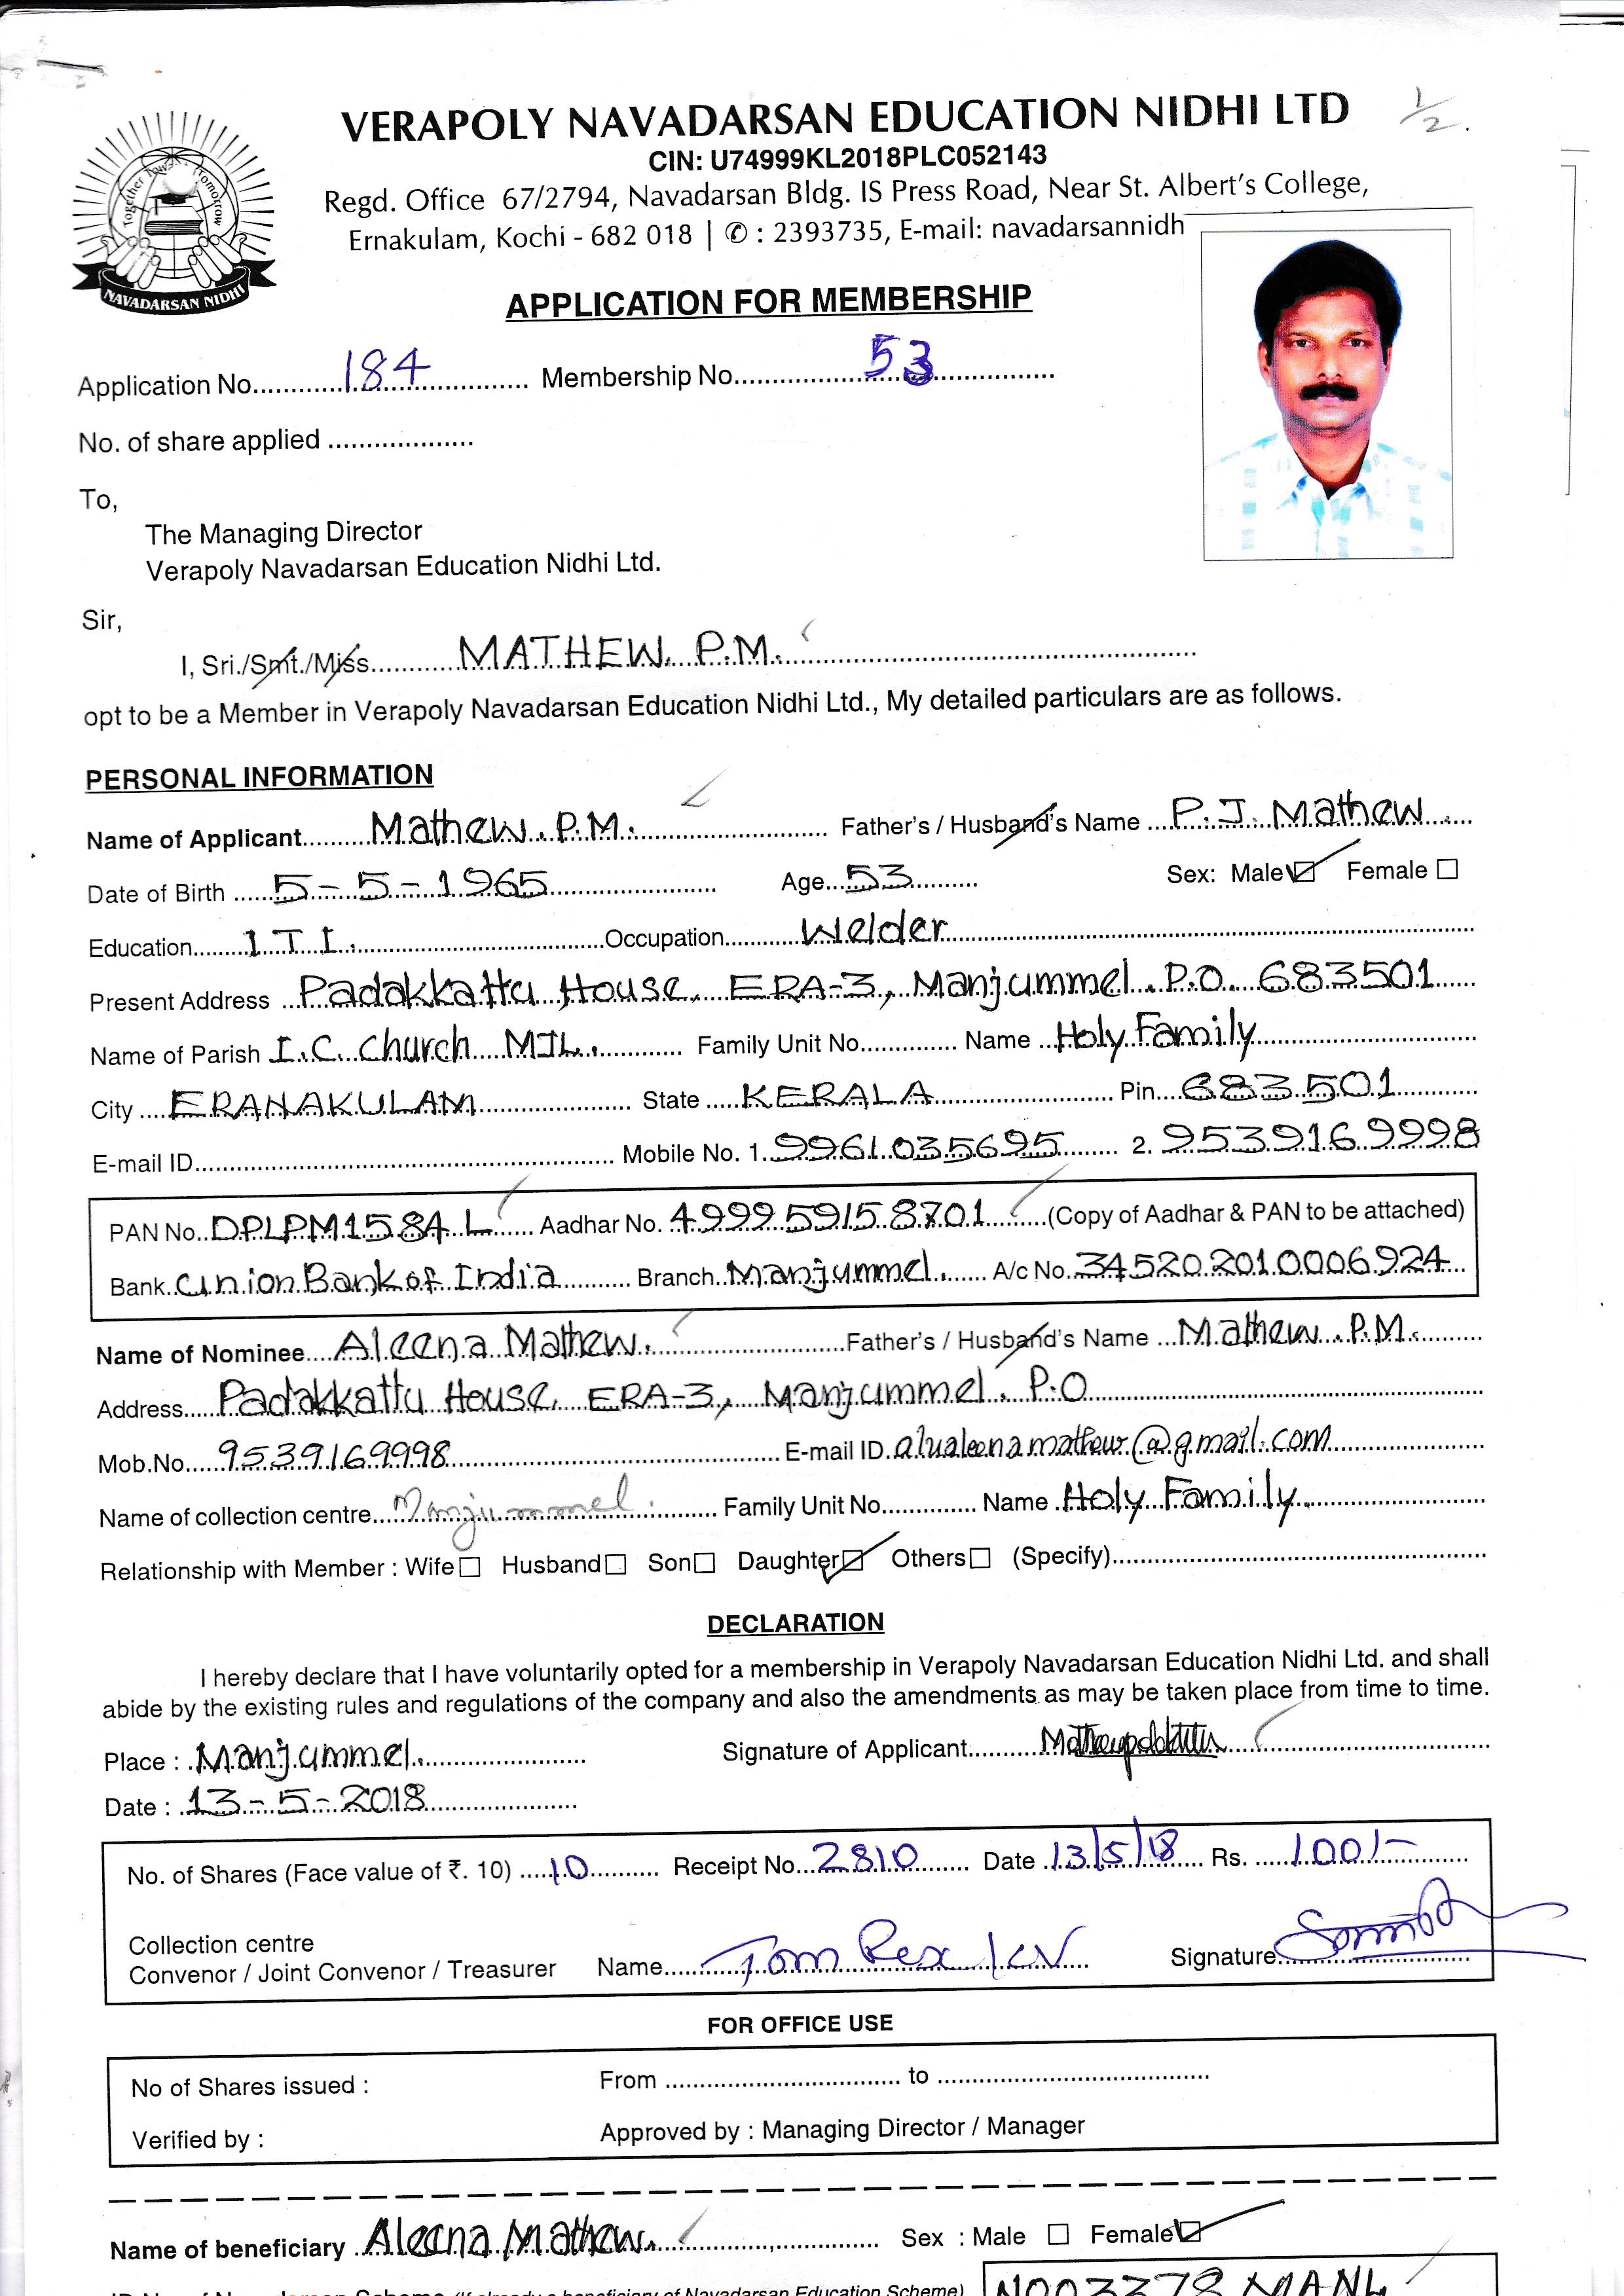 1/2.
VERAPOLY NAVADARSAN EDUCATION NIDHI LTD
CIN: U74999KL2018PLC052143
Regd. Office 67/2794, Navadarsan Bldg. IS Press Road, Near St. Albert's College,
Ernakulam, Kochi - 682 018 | ✆ : 2393735, E-mail: navadarsannidh
Together Tow Tomorrow
NAVADARSAN NIDHI
APPLICATION FOR MEMBERSHIP
Application No. 184 Membership No. 53
No. of share applied
To,
The Managing Director
Verapoly Navadarsan Education Nidhi Ltd.
Sir,
I, Sri./Smt./Miss MATHEW. P.M.
opt to be a Member in Verapoly Navadarsan Education Nidhi Ltd., My detailed particulars are as follows.
PERSONAL INFORMATION
Name of Applicant Mathew. P.M. Father's / Husband's Name P.J. Mathew
Date of Birth 5-5-1965 Age 53 Sex: Male ☑ Female ☐
Education I T I. Occupation Welder
Present Address Padakkattu House, ERA-3, Manjummel. P.O. 683501
Name of Parish I.C. Church MJL. Family Unit No. Name Holy Family
City ERANAKULAM State KERALA Pin 683501
E-mail ID Mobile No. 1. 9961035695 2. 9539169998
PAN No. DPLPM1584L Aadhar No. 499959158701 (Copy of Aadhar & PAN to be attached)
Bank Union Bank of India Branch Manjummel. A/c No. 345202010006924
Name of Nominee Aleena Mathew. Father's / Husband's Name Mathew. P.M.
Address Padakkattu House, ERA-3, Manjummel. P.O
Mob.No. 9539169998 E-mail ID. alualeenamathew@gmail.com
Name of collection centre Manjummel. Family Unit No. Name Holy Family.
Relationship with Member : Wife ☐ Husband ☐ Son ☐ Daughter ☑ Others ☐ (Specify)
DECLARATION
I hereby declare that I have voluntarily opted for a membership in Verapoly Navadarsan Education Nidhi Ltd. and shall
abide by the existing rules and regulations of the company and also the amendments as may be taken place from time to time.
Place : Manjummel. Signature of Applicant
Date : 13-5-2018
No. of Shares (Face value of ₹. 10) 10 Receipt No. 2810 Date 13/5/18 Rs. 100/-
Collection centre
Convenor / Joint Convenor / Treasurer Name Tom Rex / CV Signature
FOR OFFICE USE
No of Shares issued : From to
Verified by : Approved by : Managing Director / Manager
Name of beneficiary Aleena Mathew. Sex : Male ☐ Female ☑
(If already a beneficiary of Navadarsan Education Scheme) N003378 MANL